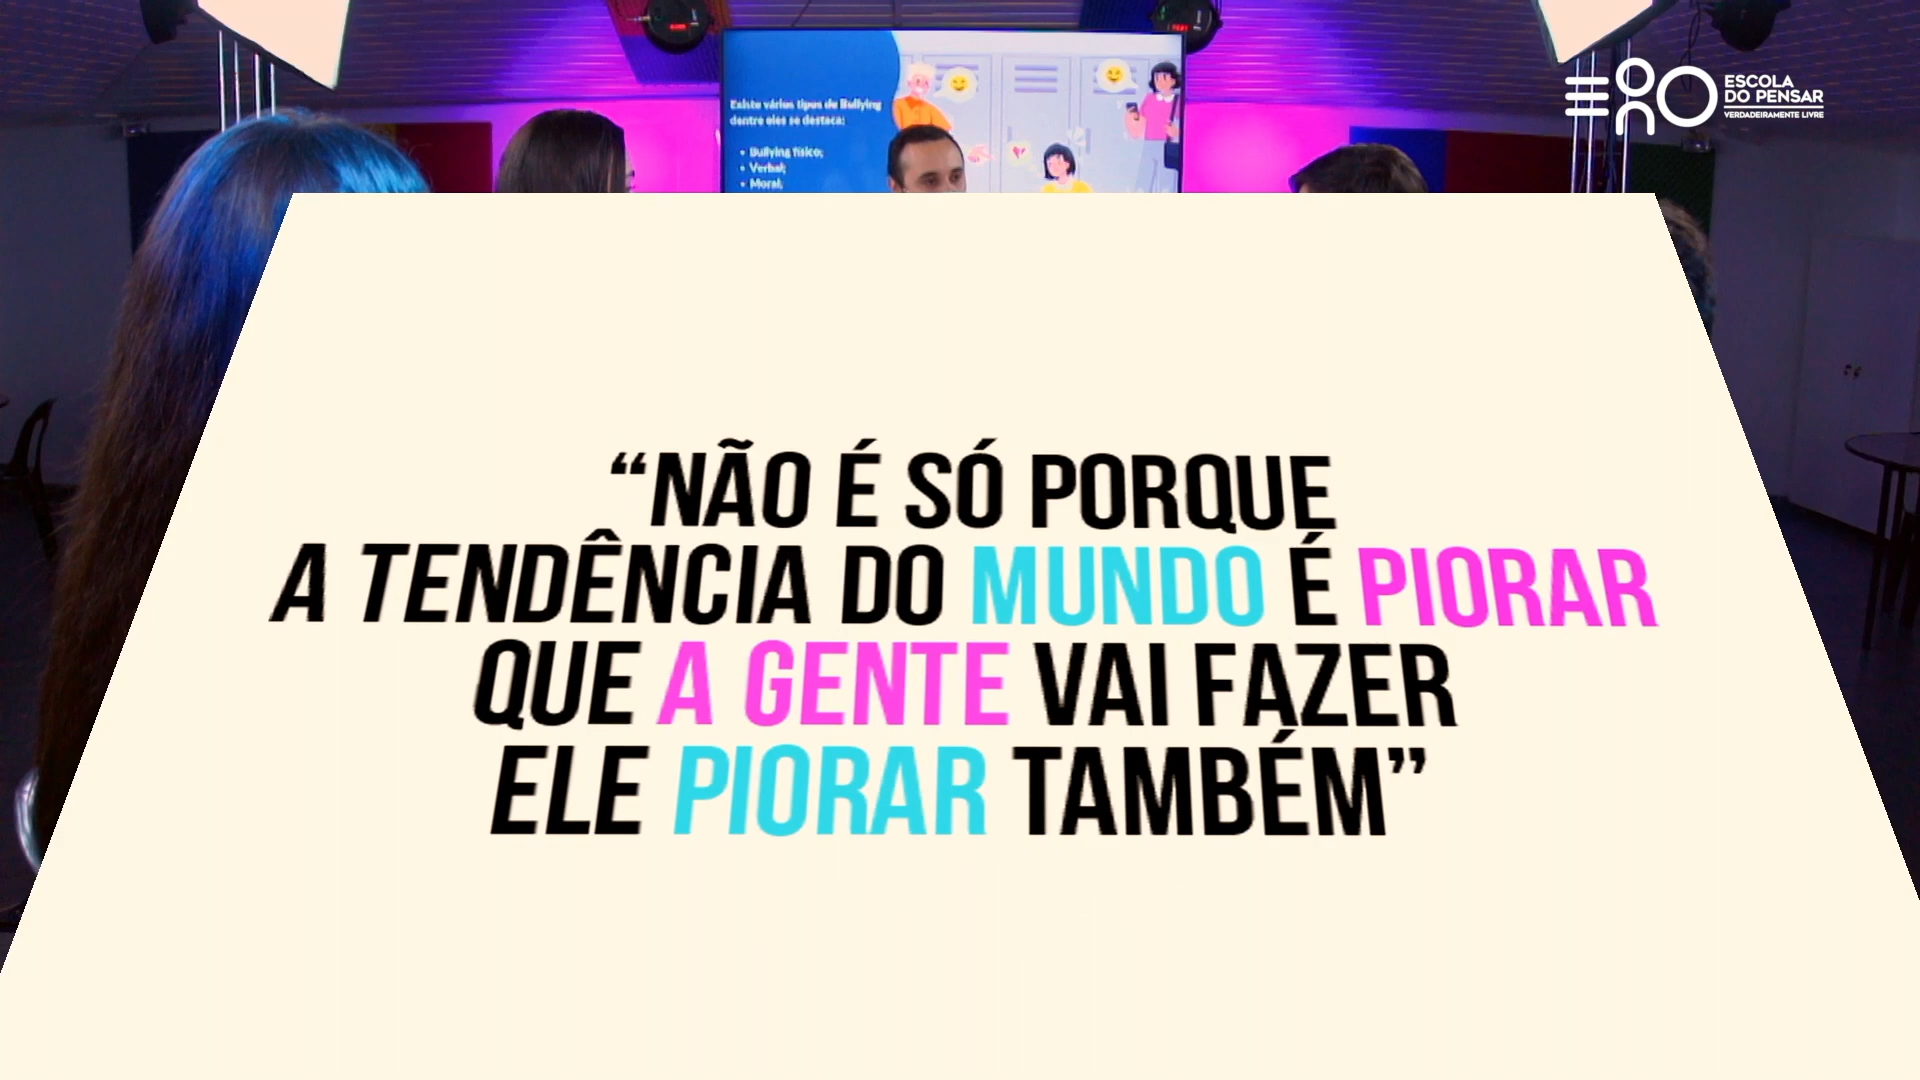 Existe vários tipos de Bullying
dentre eles se destaca:
• Bullying físico;
• Verbal;
• Moral;
ESCOLA
DO PENSAR
VERDADEIRAMENTE LIVRE
“NÃO É SÓ PORQUE
A TENDÊNCIA DO MUNDO É PIORAR
QUE A GENTE VAI FAZER
ELE PIORAR TAMBÉM”